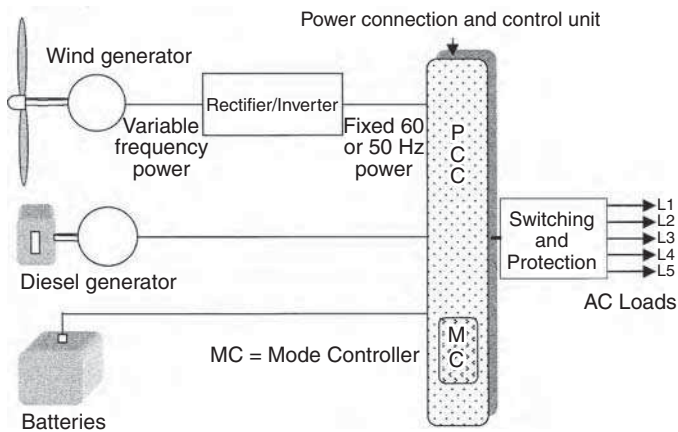 Power connection and control unit
Wind generator
Rectifier/Inverter
Variable
frequency
power
Fixed 60
or 50 Hz
power
P
C
C
Diesel generator
Switching
and
Protection
L1
L2
L3
L4
L5
AC Loads
MC = Mode Controller
M
C
Batteries